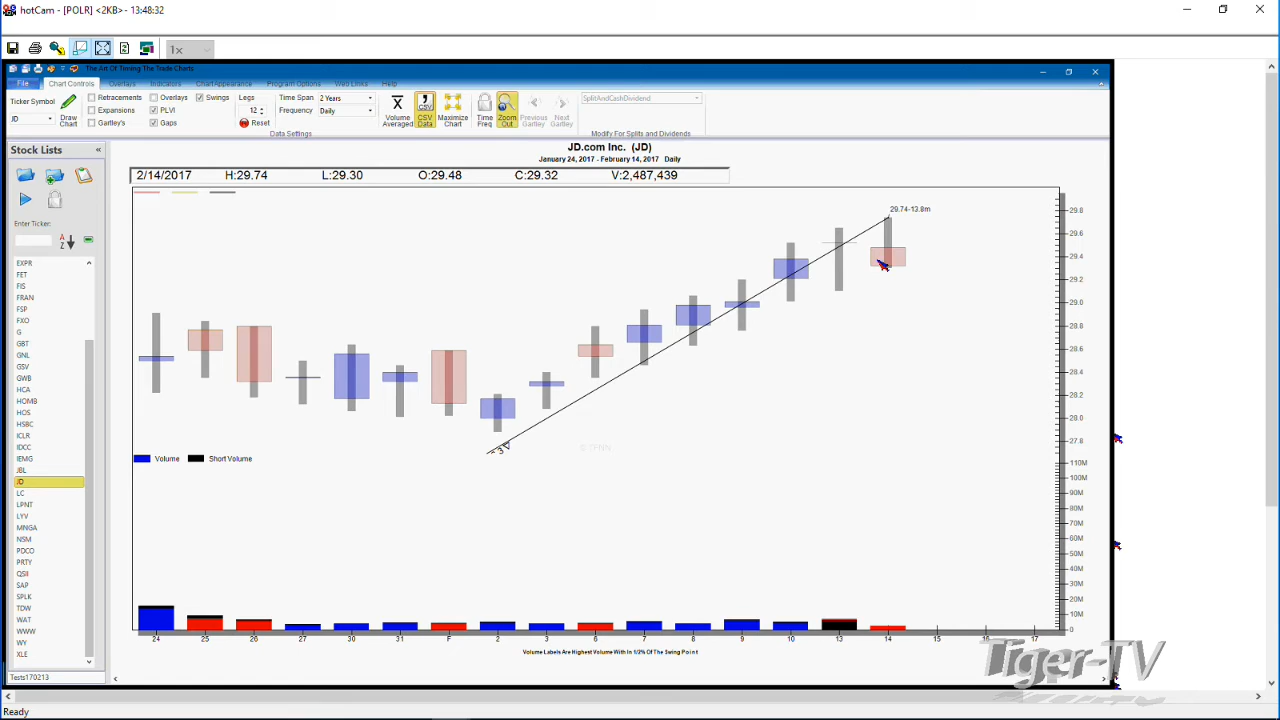 hotCam - [POLR] <2KB>- 13:48:32
1x
The Art Of Timing The Trade Charts
File Chart Controls Overlays Indicators ChartAppearance Program Options Web Links Help
Ticker Symbol
JD
Draw Chart
Retracements Overlays Swings
Expansions PLVI
Gartley's Gaps
Legs
12
Reset
Time Span 2 Years
Frequency Daily
Volume Averaged
CSV Data
Maximize Chart
Time Freq
Zoom Out
Previous Gartley
Next Gartley
SplitAndCashDividend
Data Settings
Modify For Splits and Dividends
Stock Lists
Enter Ticker:
EXPR
FET
FIS
FRAN
FSP
FXO
G
GBT
GNL
GSV
GWB
HCA
HOMB
HOS
HSBC
ICLR
IDCC
IEMG
JBL
JD
LC
LPNT
LYV
MNGA
NSM
PDCO
PRTY
QSII
SAP
SPLK
TDW
WAT
WWW
WY
XLE
Tests170213
JD.com Inc. (JD)
January 24, 2017 - February 14, 2017 Daily
2/14/2017 H:29.74 L:29.30 O:29.48 C:29.32 V:2,487,439
29.74-13.8m
29.8
29.6
29.4
29.2
29.0
28.8
28.6
28.4
28.2
28.0
27.8
© TFNN
Volume Short Volume
110M
100M
90M
80M
70M
60M
50M
40M
30M
20M
10M
0
24 25 26 27 30 31 F 2 3 6 7 8 9 10 13 14 15 16 17
Volume Labels Are Highest Volume With In 1/2% Of The Swing Point
Tiger-TV
Ready